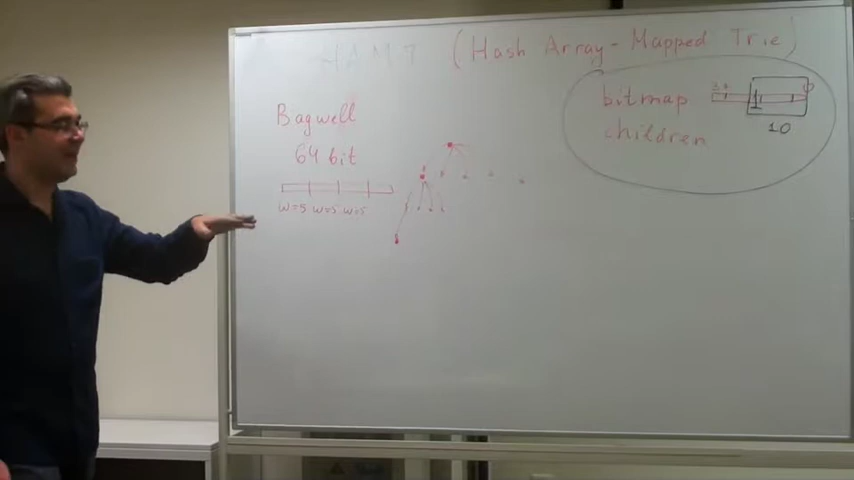 HAMT (Hash Array-Mapped Trie)
Bagwell
64 bit
w=5 w=5 w=5
bitmap
children
10